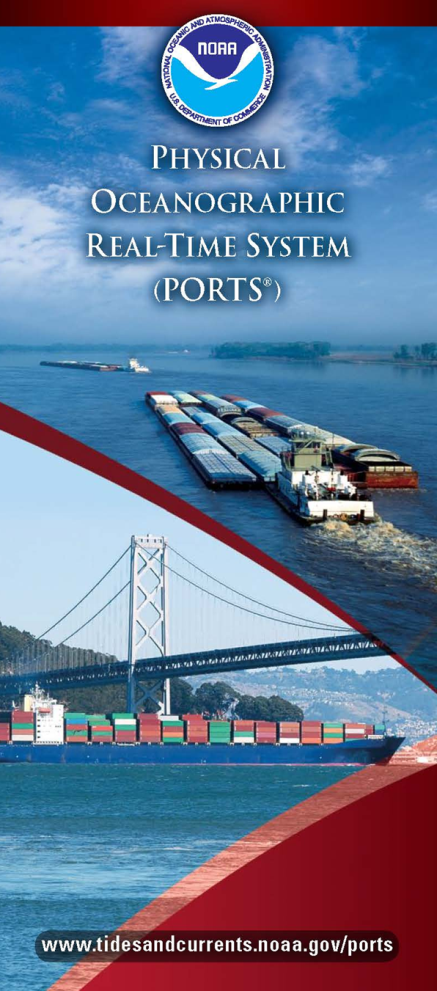 NATIONAL OCEANIC AND ATMOSPHERIC ADMINISTRATION
NOAA
U.S. DEPARTMENT OF COMMERCE
PHYSICAL
OCEANOGRAPHIC
REAL-TIME SYSTEM
(PORTS®)
www.tidesandcurrents.noaa.gov/ports